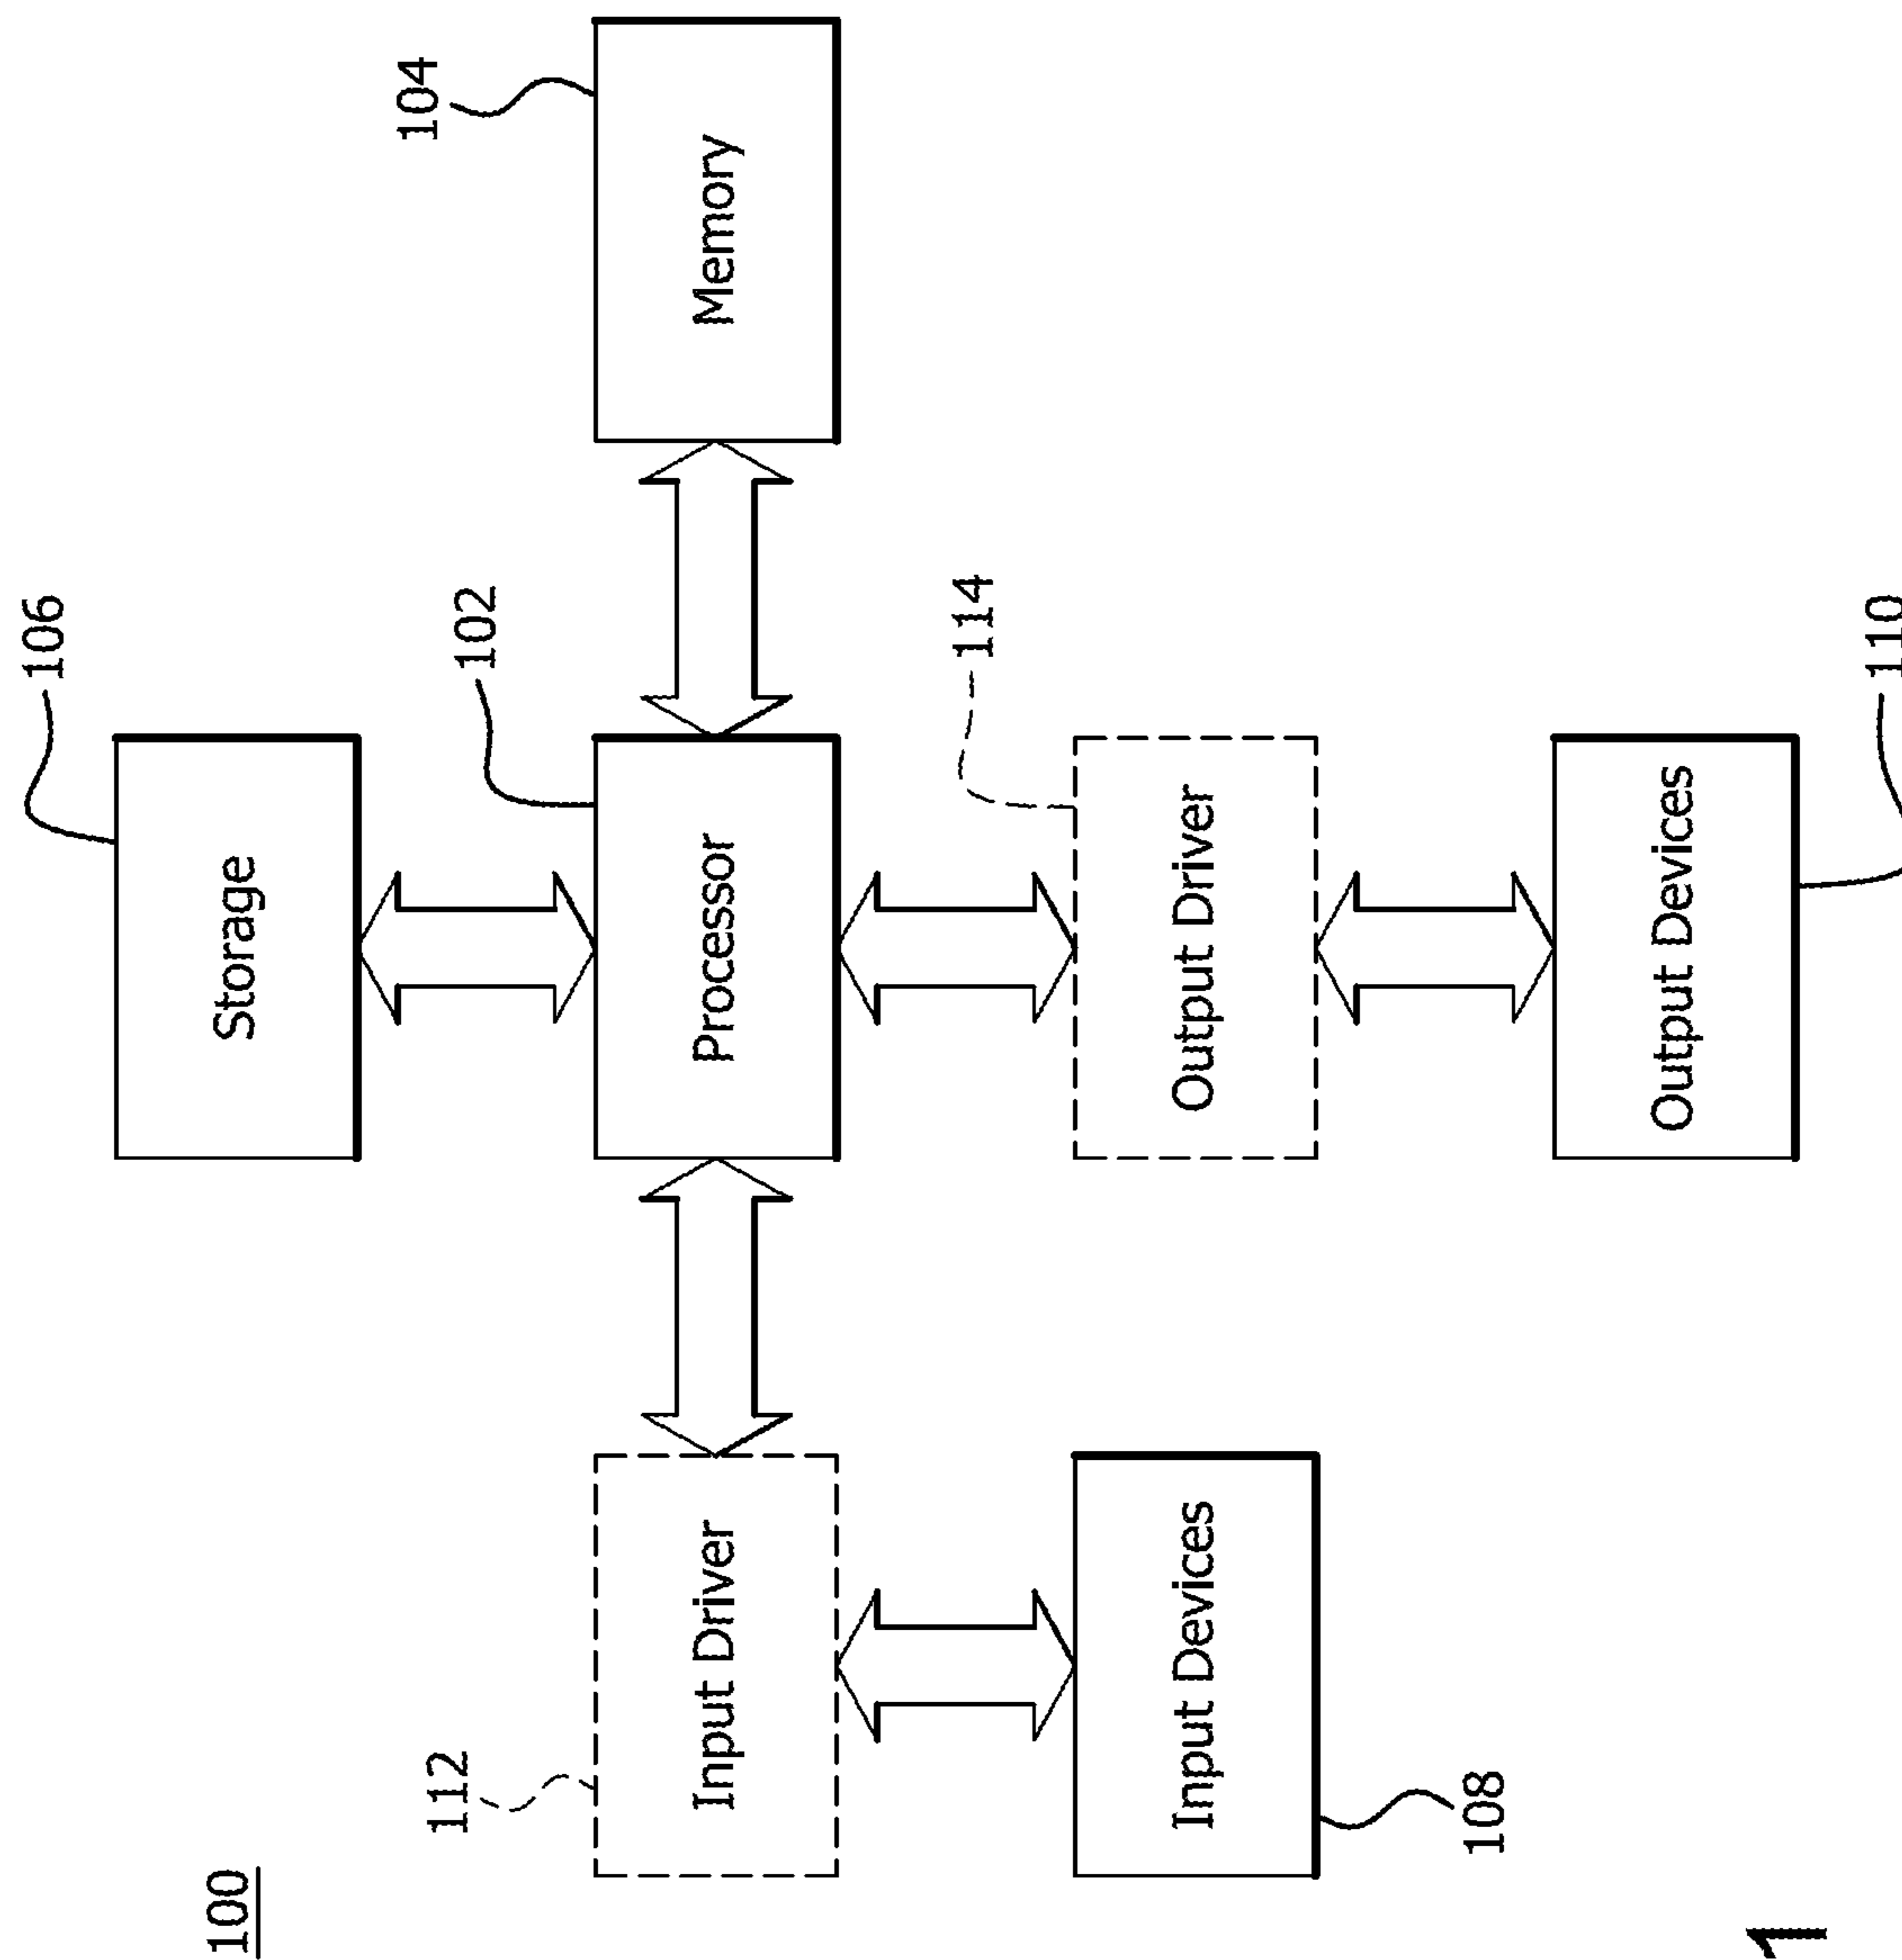 100
106
Storage
112
102
104
Input Driver
Processor
Memory
114
Input Devices
Output Driver
108
Output Devices
110
1